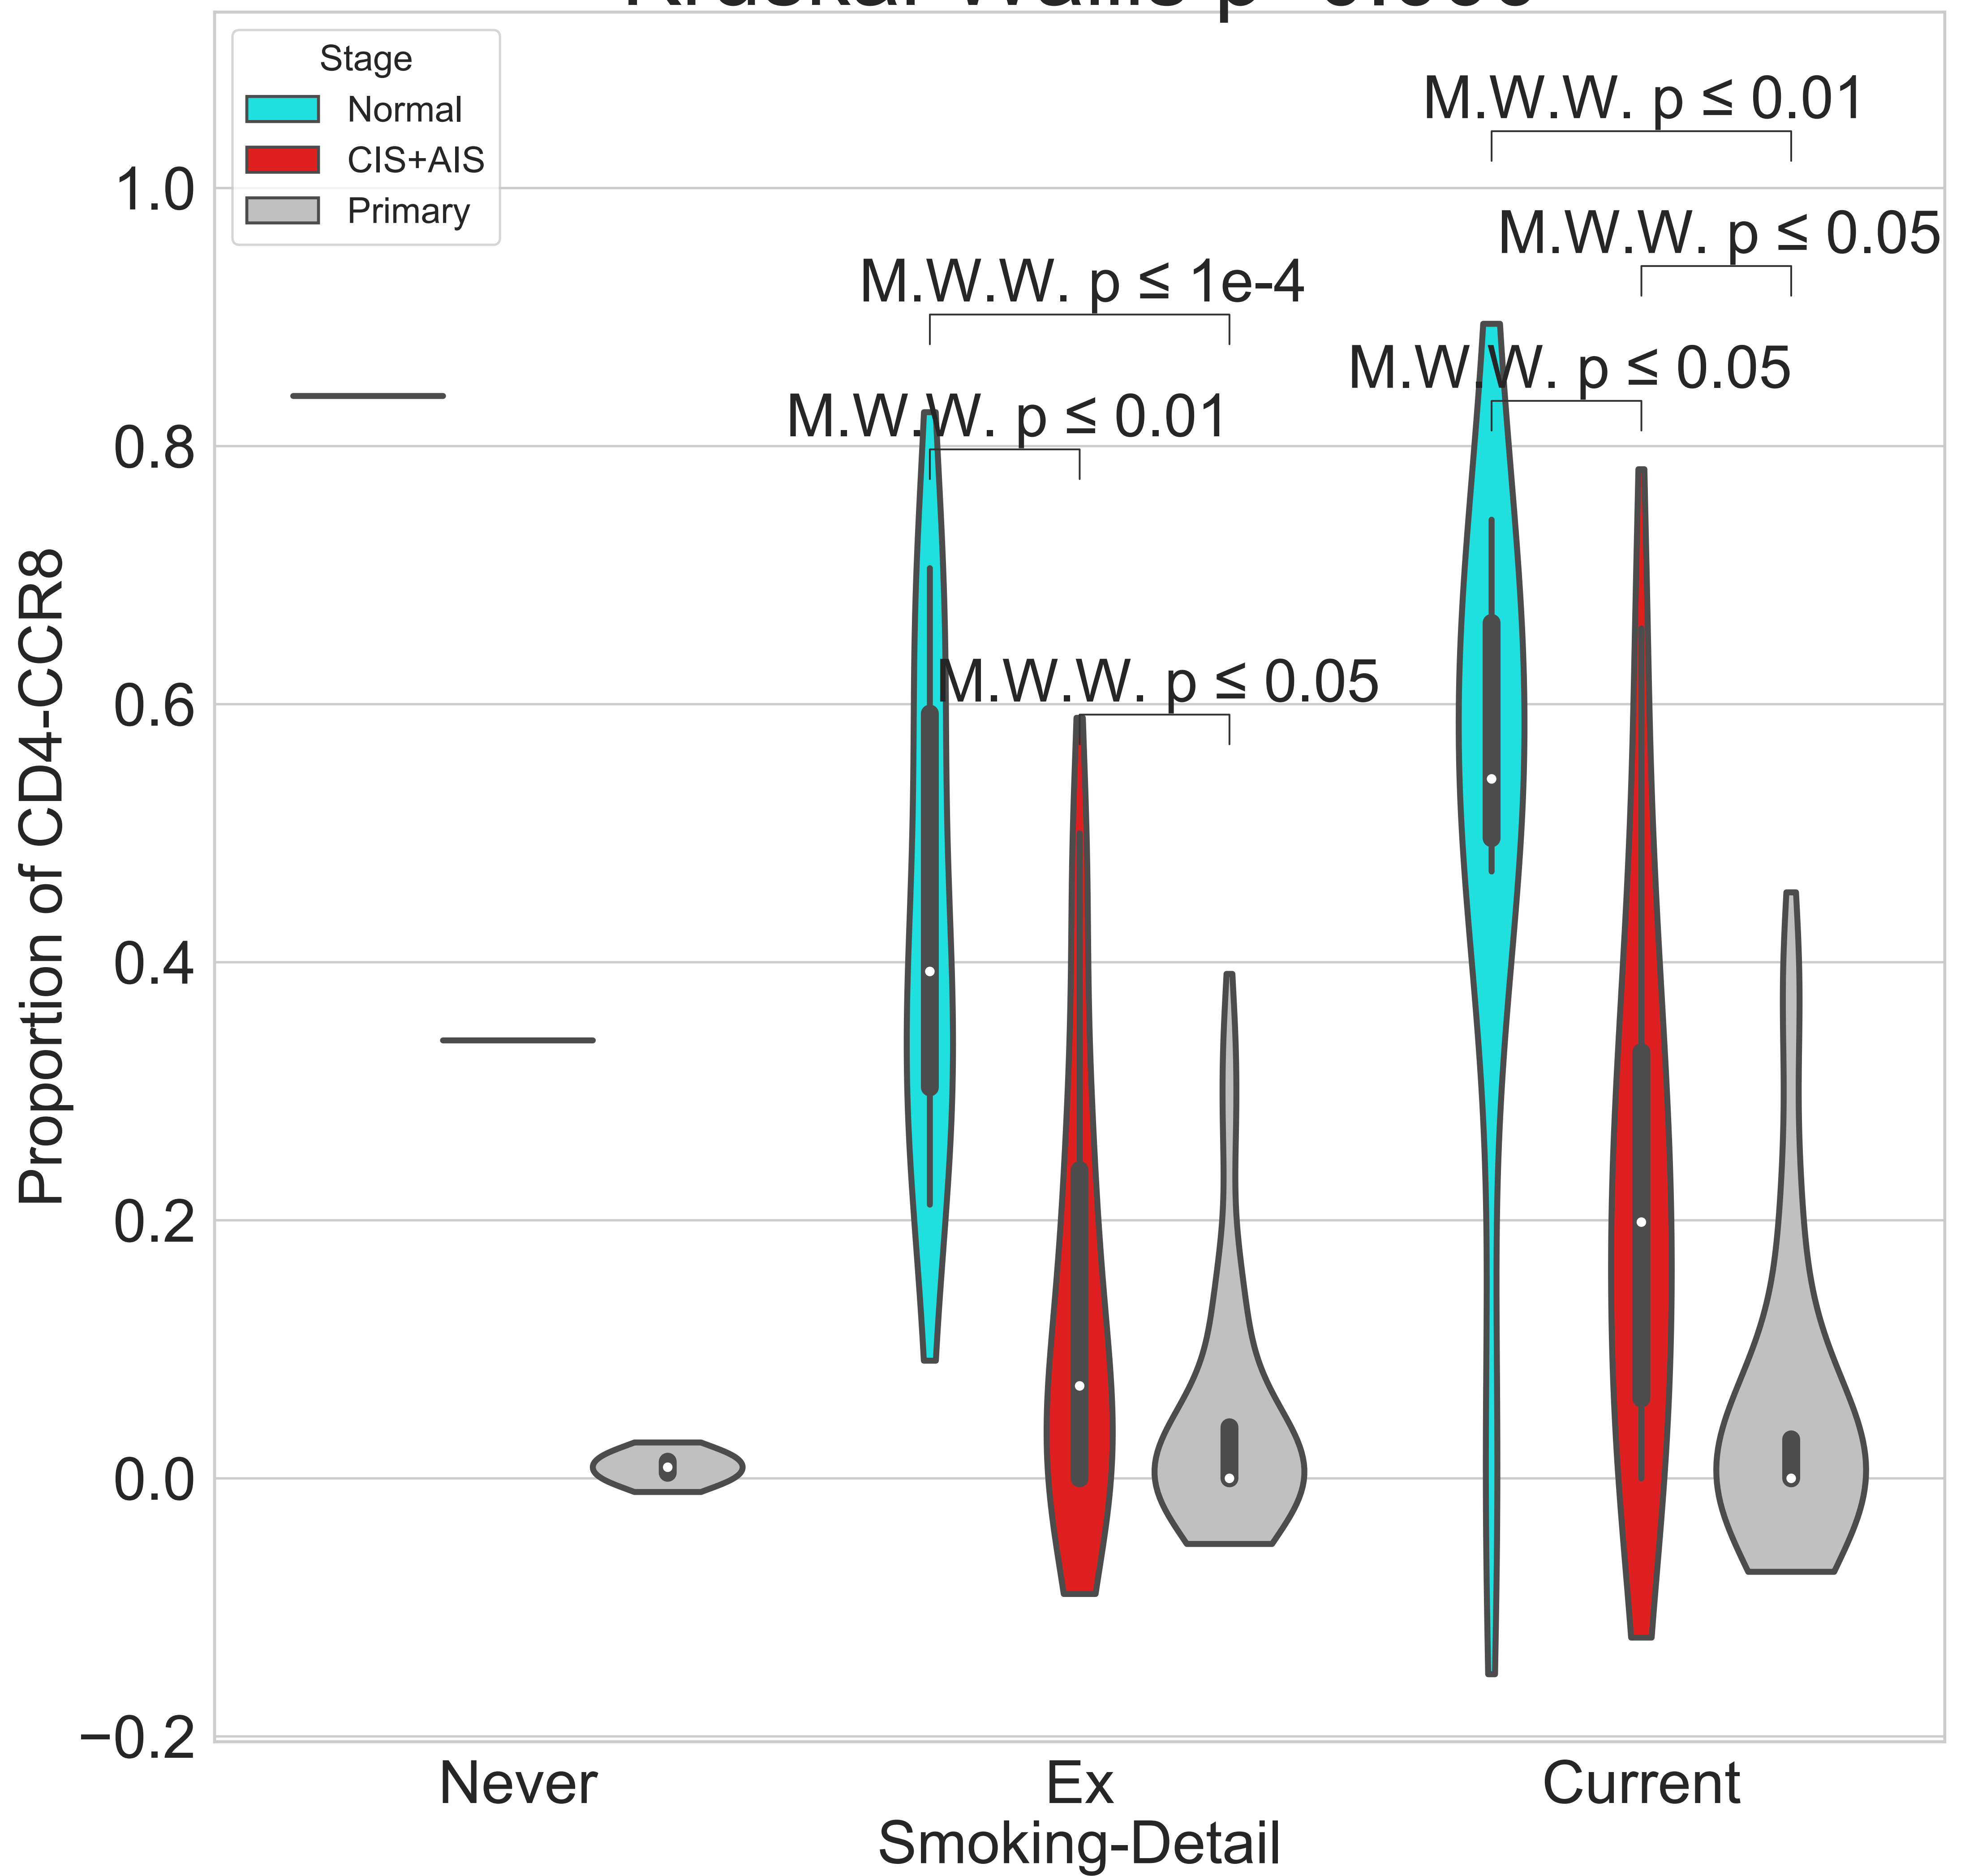 Stage
Normal
CIS+AIS
Primary
M.W.W. p ≤ 0.01
M.W.W. p ≤ 0.05
M.W.W. p ≤ 1e-4
M.W.W. p ≤ 0.05
M.W.W. p ≤ 0.01
M.W.W. p ≤ 0.05
1.0
0.8
0.6
0.4
0.2
0.0
−0.2
Proportion of CD4-CCR8
Never
Ex
Current
Smoking-Detail